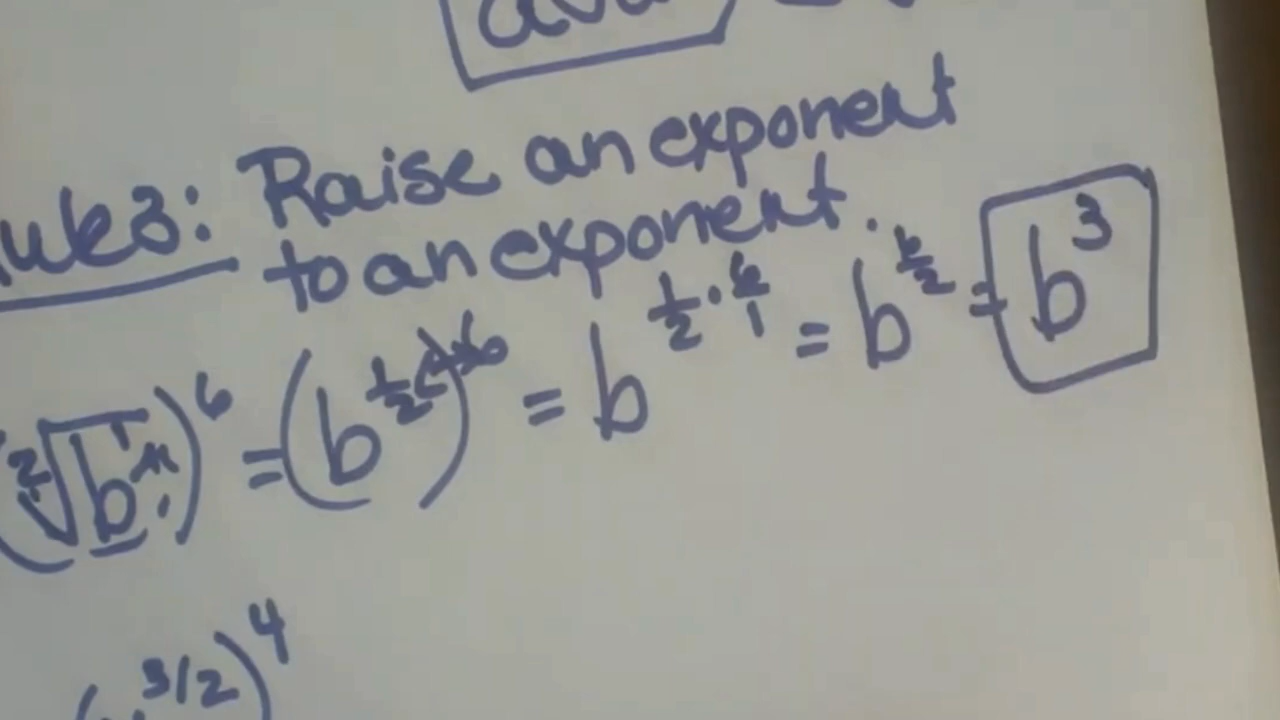 Rule 3: Raise an exponent
to an exponent.
(²√b¹)⁶ = (b^½)⁶ = b^(½·6/1) = b^(6/2) = b³
( ^3/2)⁴